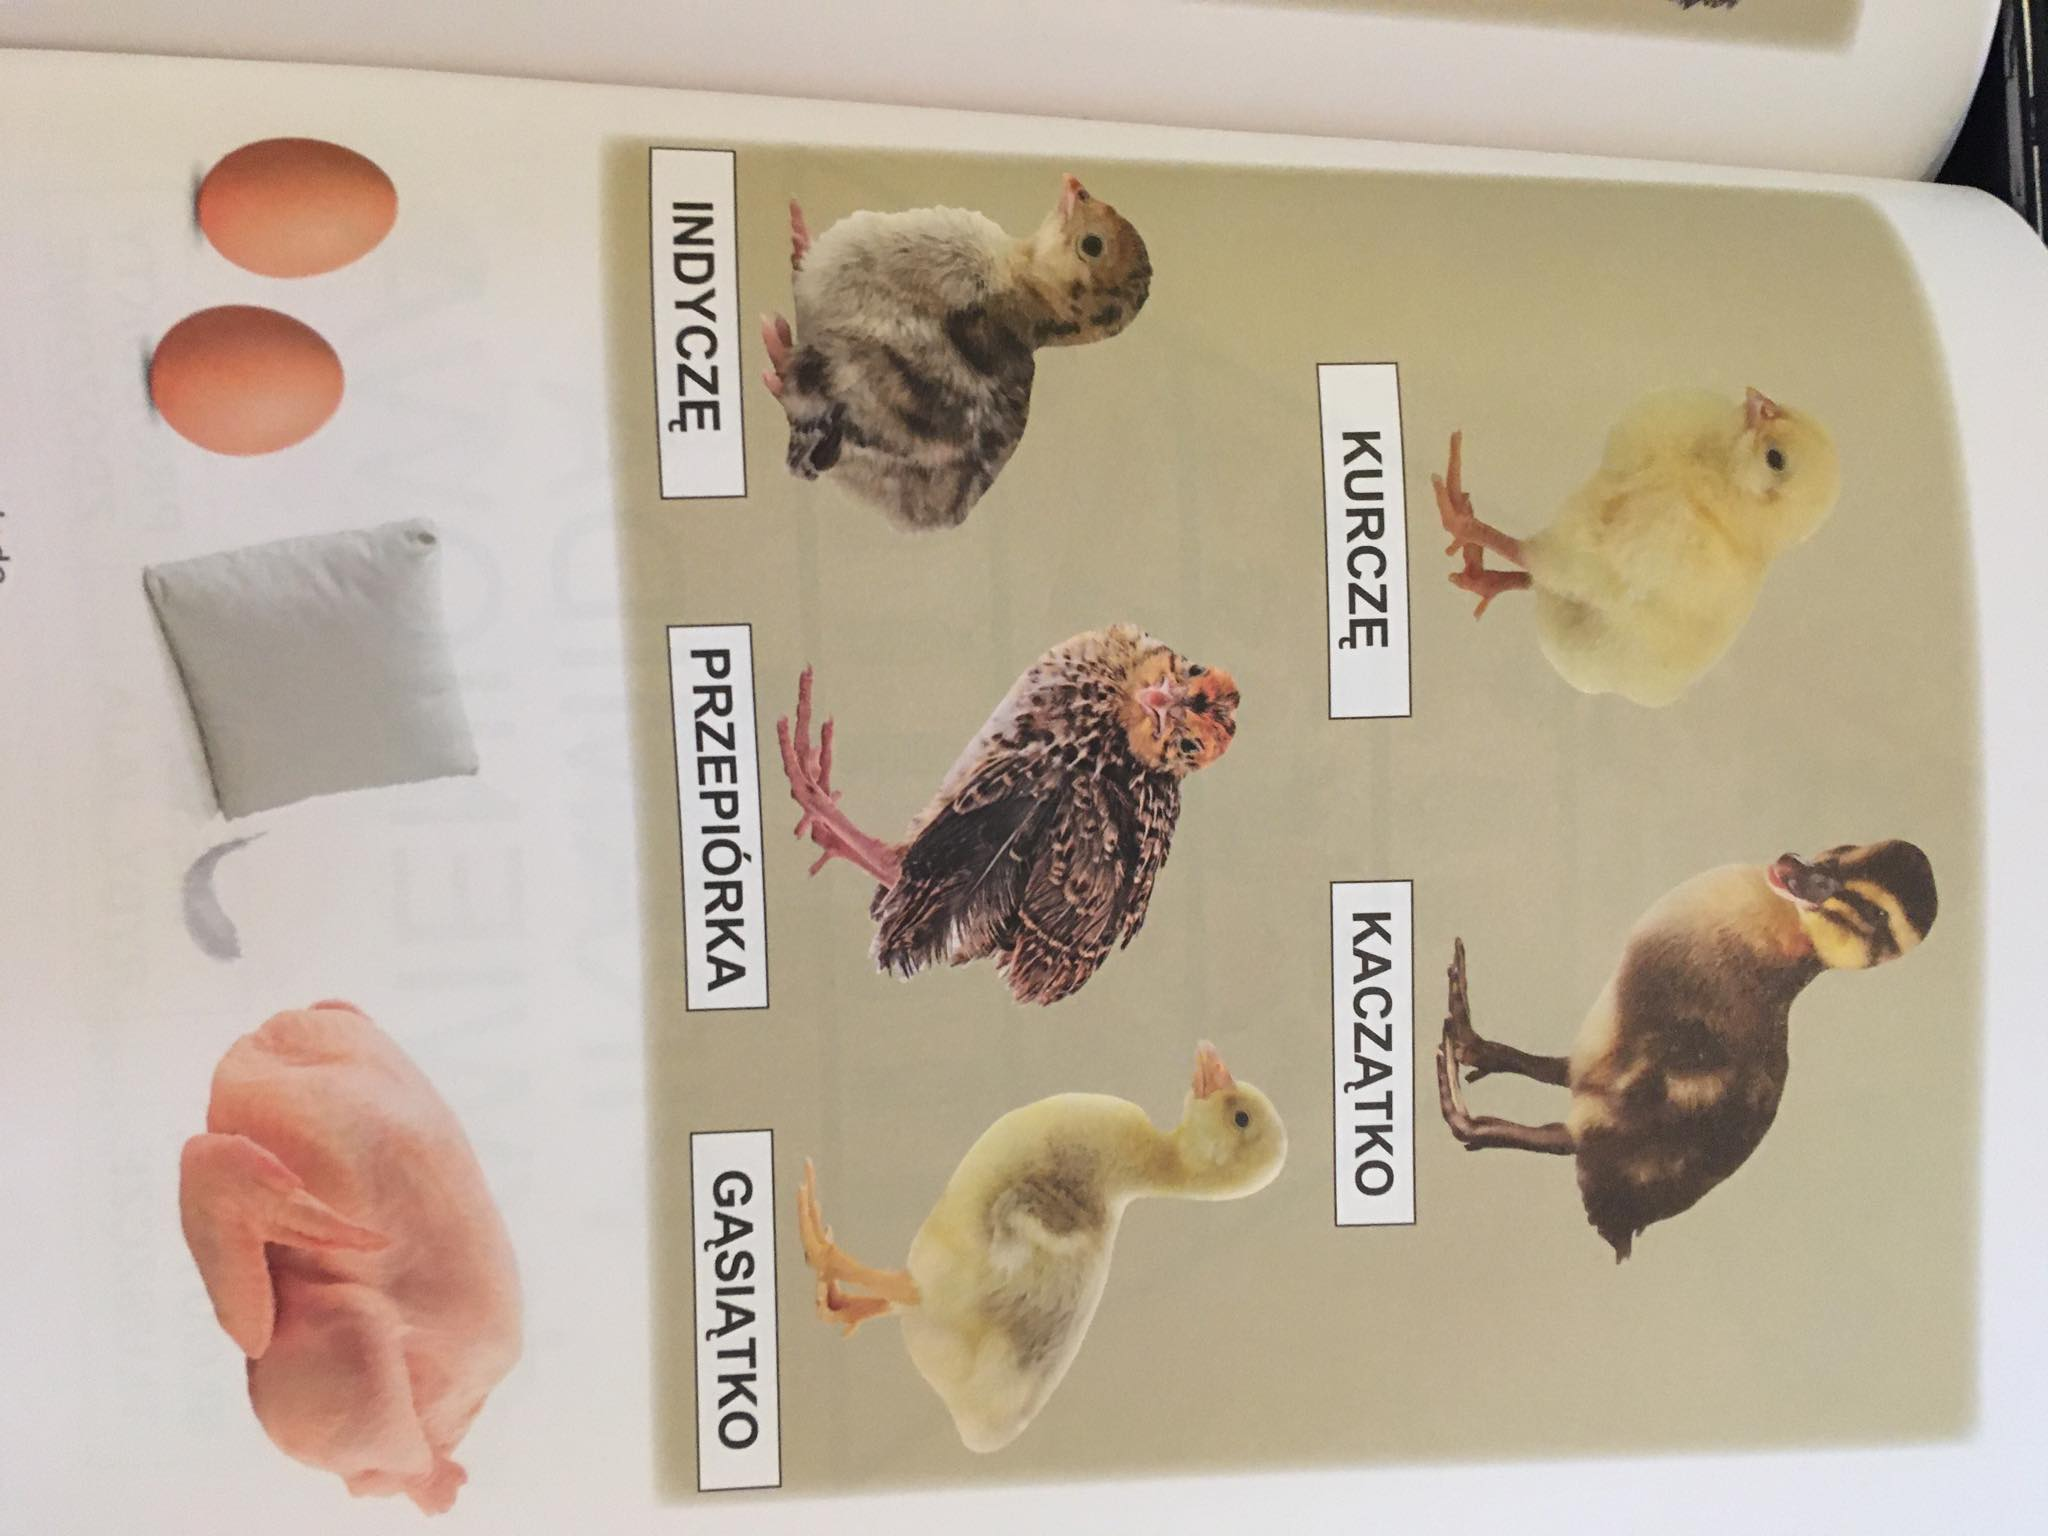 KURCZĘ
KACZĄTKO
INDYCZĘ
PRZEPIÓRKA
GĄSIĄTKO